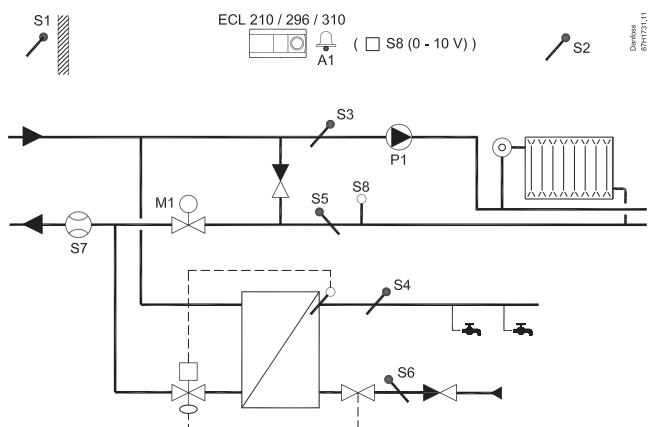 S1
ECL 210 / 296 / 310
A1
( S8 (0 - 10 V) )
S2
Danfoss
87H1731.11
S3
P1
M1
S5
S8
S7
S4
S6